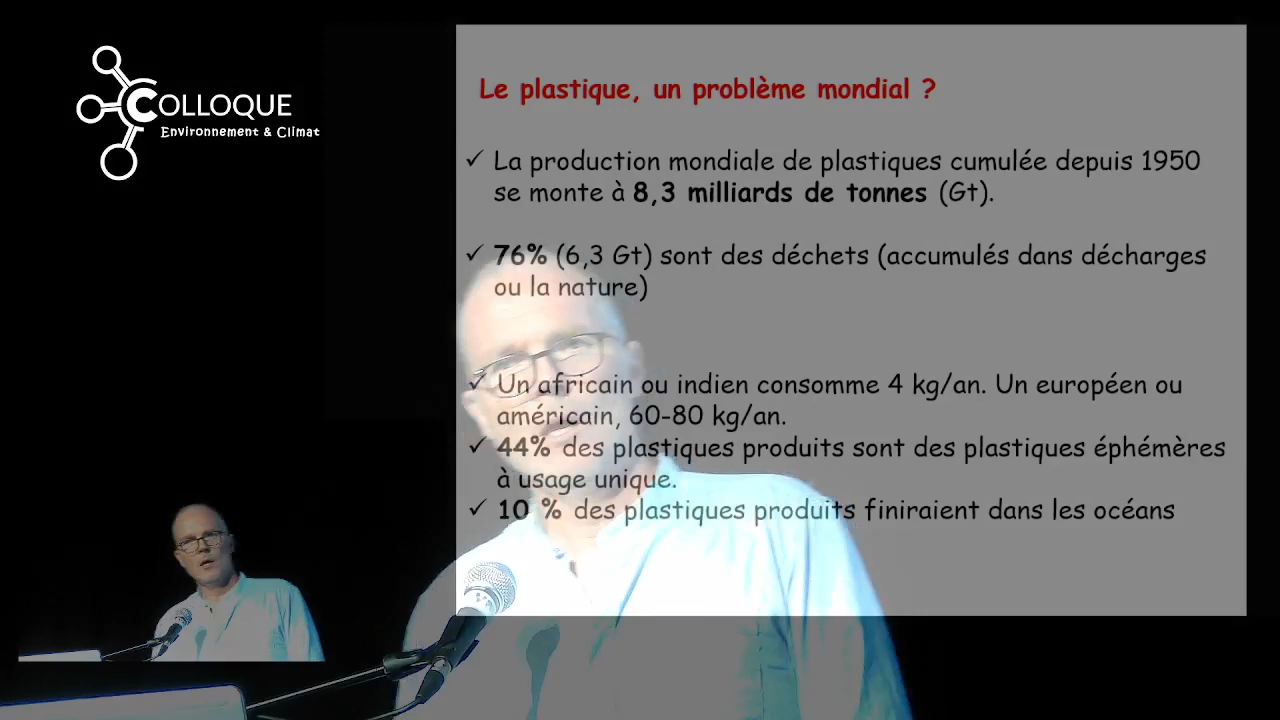 COLLOQUE
Environnement & Climat
Le plastique, un problème mondial ?
✓ La production mondiale de plastiques cumulée depuis 1950
se monte à 8,3 milliards de tonnes (Gt).
✓ 76% (6,3 Gt) sont des déchets (accumulés dans décharges
ou la nature)
✓ Un africain ou indien consomme 4 kg/an. Un européen ou
américain, 60-80 kg/an.
✓ 44% des plastiques produits sont des plastiques éphémères
à usage unique.
✓ 10 % des plastiques produits finiraient dans les océans